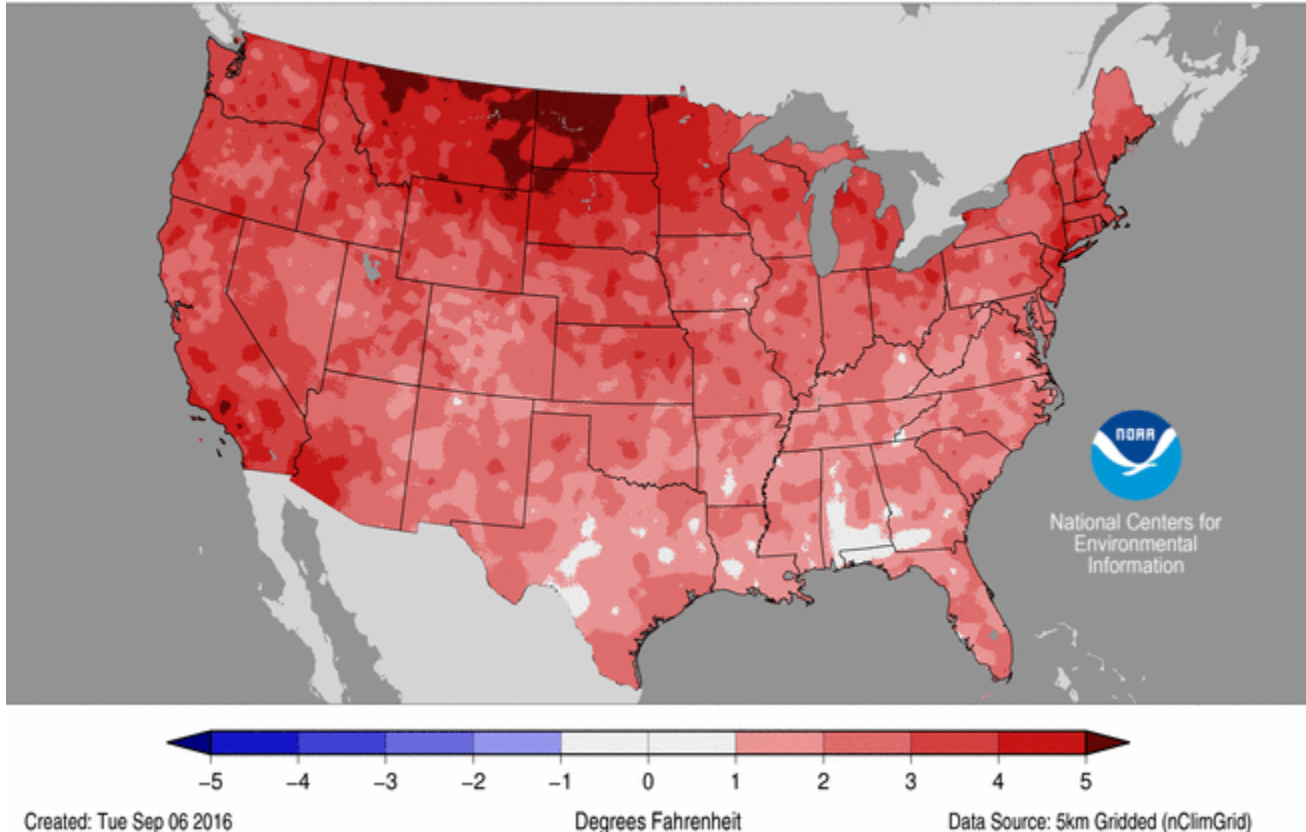 NOAA
National Centers for
Environmental
Information
−5 −4 −3 −2 −1 0 1 2 3 4 5
Created: Tue Sep 06 2016 Degrees Fahrenheit Data Source: 5km Gridded (nClimGrid)